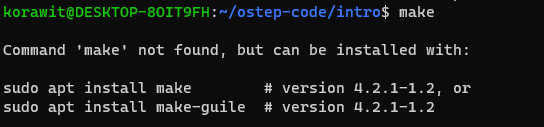 korawit@DESKTOP-8OIT9FH:~/ostep-code/intro$ make
Command 'make' not found, but can be installed with:
sudo apt install make        # version 4.2.1-1.2, or
sudo apt install make-guile  # version 4.2.1-1.2